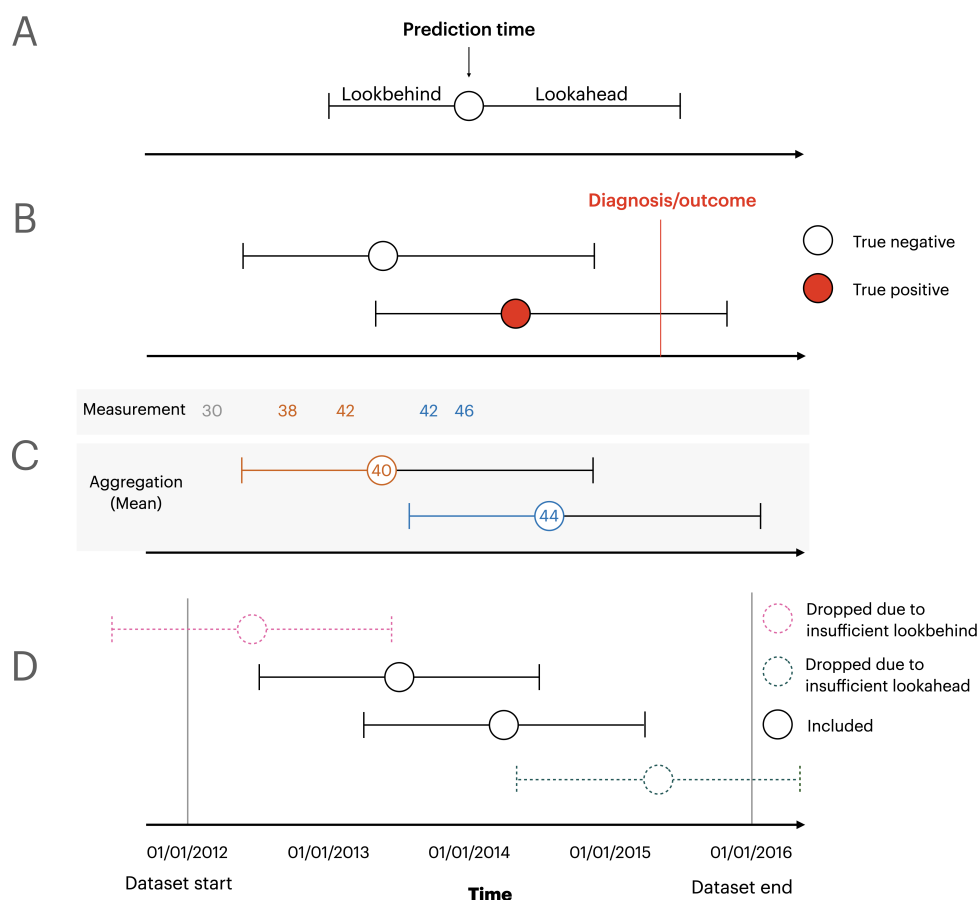 A
Prediction time
Lookbehind
Lookahead
B
Diagnosis/outcome
True negative
True positive
Measurement 30 38 42 42 46
C
Aggregation
(Mean)
40
44
D
Dropped due to
insufficient lookbehind
Dropped due to
insufficient lookahead
Included
01/01/2012 01/01/2013 01/01/2014 01/01/2015 01/01/2016
Dataset start
Dataset end
Time